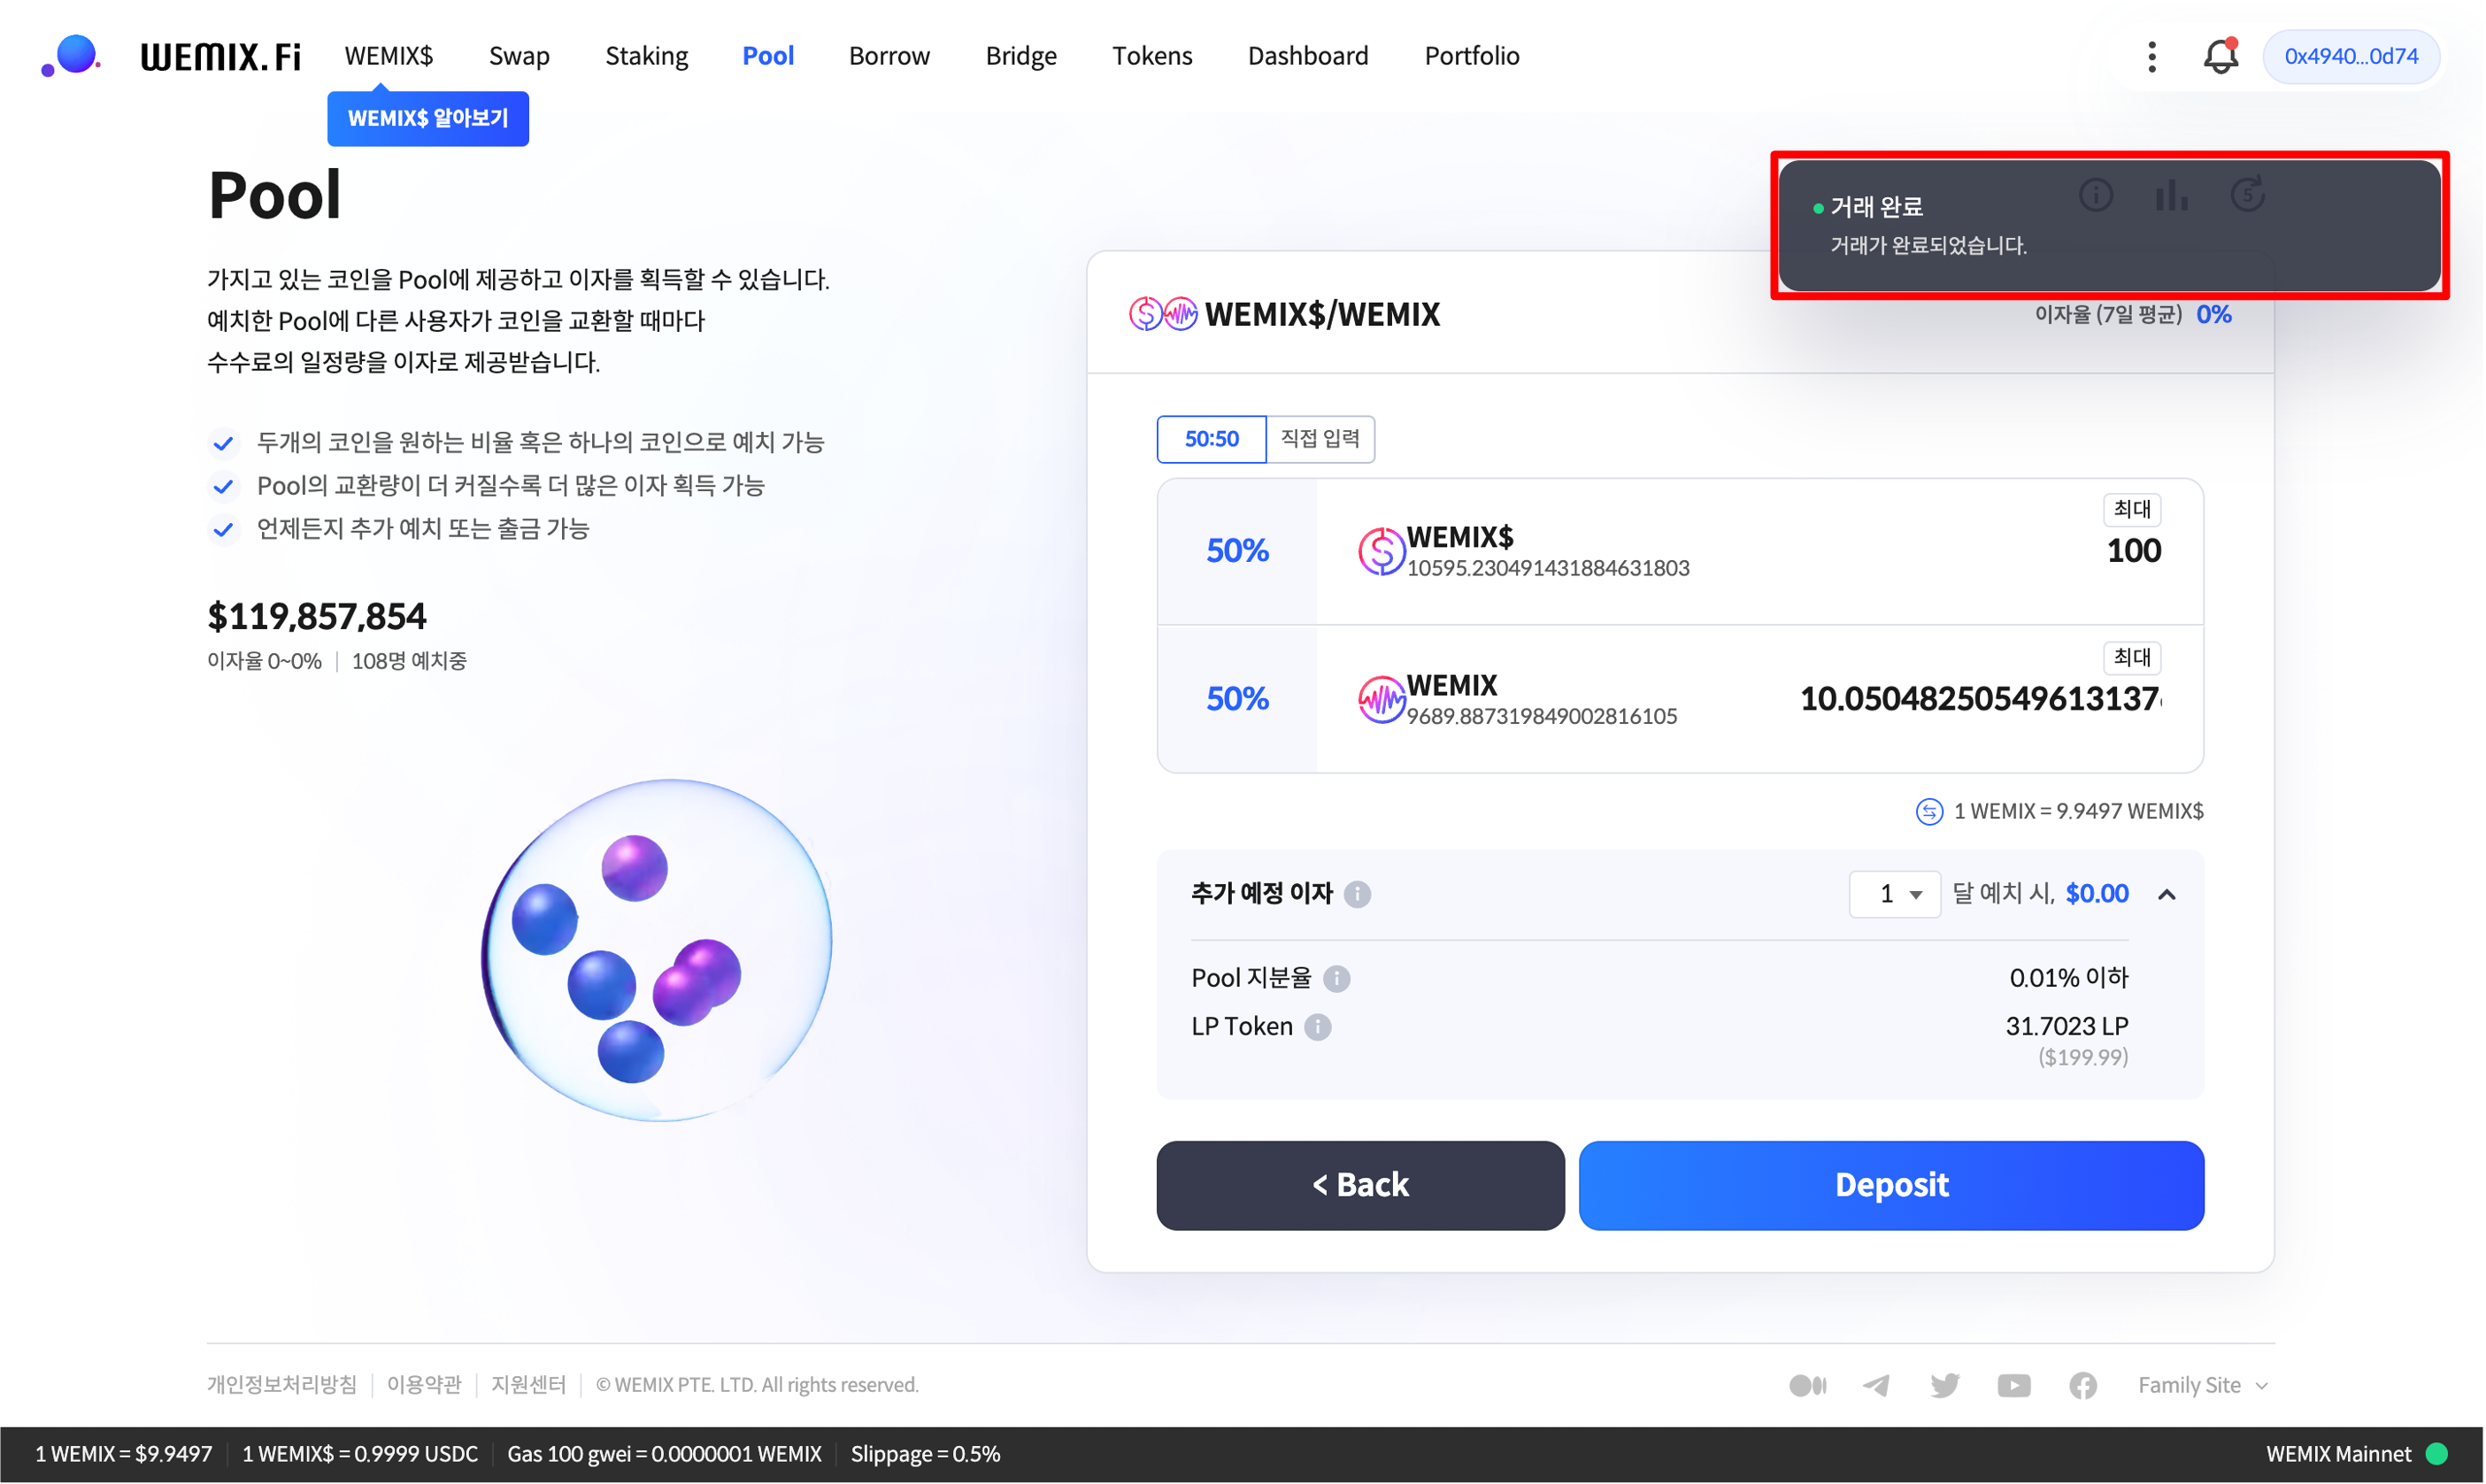 WEMIX.Fi
WEMIX$ Swap Staking Pool Borrow Bridge Tokens Dashboard Portfolio
0x4940...0d74
WEMIX$ 알아보기
Pool
가지고 있는 코인을 Pool에 제공하고 이자를 획득할 수 있습니다.
예치한 Pool에 다른 사용자가 코인을 교환할 때마다
수수료의 일정량을 이자로 제공받습니다.
두개의 코인을 원하는 비율 혹은 하나의 코인으로 예치 가능
Pool의 교환량이 더 커질수록 더 많은 이자 획득 가능
언제든지 추가 예치 또는 출금 가능
$119,857,854
이자율 0~0% 108명 예치중
거래 완료
거래가 완료되었습니다.
5
WEMIX$/WEMIX
이자율 (7일 평균) 0%
50:50 직접 입력
최대
50% WEMIX$ 100
10595.230491431884631803
최대
50% WEMIX 10.05048250549613137
9689.887319849002816105
1 WEMIX = 9.9497 WEMIX$
추가 예정 이자 1 달 예치 시, $0.00
Pool 지분율 0.01% 이하
LP Token 31.7023 LP
($199.99)
< Back Deposit
개인정보처리방침 이용약관 지원센터 © WEMIX PTE. LTD. All rights reserved.
Family Site
1 WEMIX = $9.9497 1 WEMIX$ = 0.9999 USDC Gas 100 gwei = 0.0000001 WEMIX Slippage = 0.5%
WEMIX Mainnet